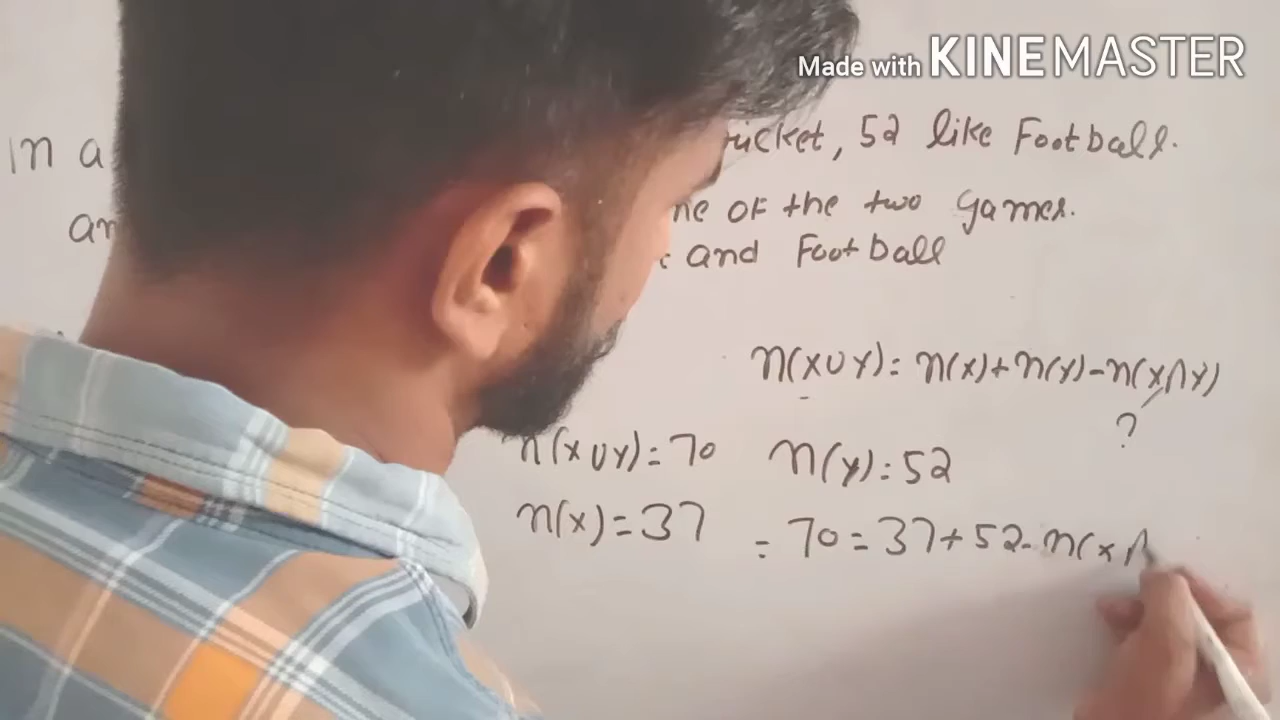 Made with KINEMASTER
In a ricket, 52 like Football.
an ne of the two games.
c and Football
n(X∪Y) = n(X)+n(Y)-n(X∩Y)
?
n(X∪Y) = 70 n(Y) = 52
n(X) = 37
= 70 = 37+52-n(X∩